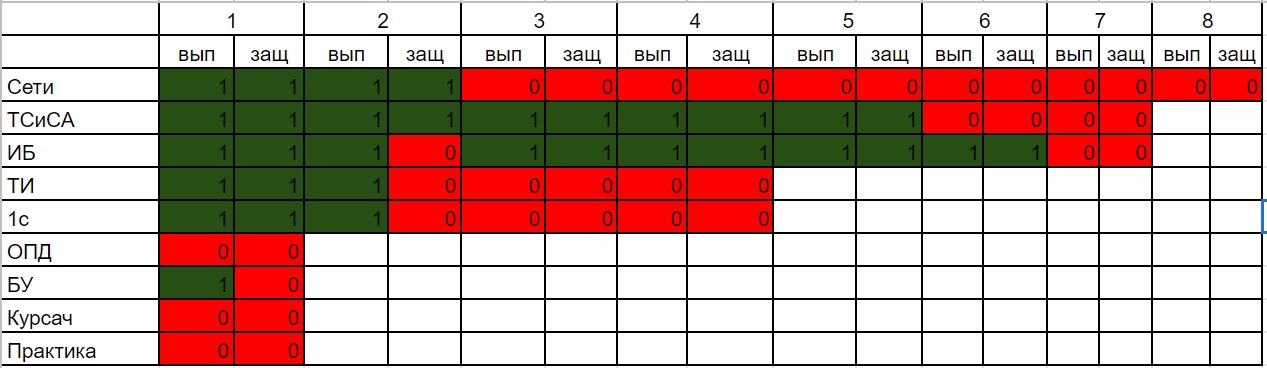 1 2 3 4 5 6 7 8
вып защ вып защ вып защ вып защ вып защ вып защ вып защ вып защ
Сети 1 1 1 1 0 0 0 0 0 0 0 0 0 0 0 0
ТСиСА 1 1 1 1 1 1 1 1 1 1 0 0 0 0
ИБ 1 1 1 0 1 1 1 1 1 1 1 1 0 0
ТИ 1 1 1 0 0 0 0 0
1с 1 1 1 0 0 0 0 0
ОПД 0 0
БУ 1 0
Курсач 0 0
Практика 0 0